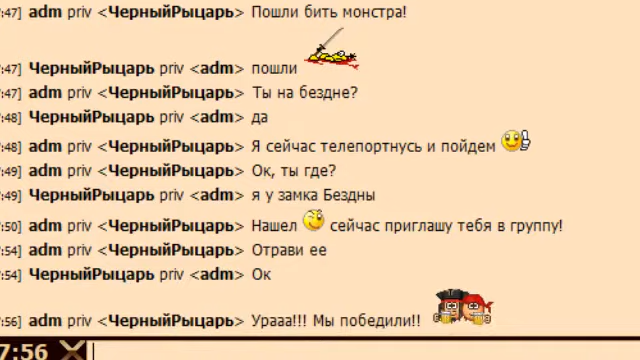 :47] adm priv <ЧерныйРыцарь> Пошли бить монстра!
:47] ЧерныйРыцарь priv <adm> пошли
:47] adm priv <ЧерныйРыцарь> Ты на бездне?
:48] ЧерныйРыцарь priv <adm> да
:48] adm priv <ЧерныйРыцарь> Я сейчас телепортнусь и пойдем
:49] adm priv <ЧерныйРыцарь> Ок, ты где?
:49] ЧерныйРыцарь priv <adm> я у замка Бездны
:50] adm priv <ЧерныйРыцарь> Нашел сейчас приглашу тебя в группу!
:54] adm priv <ЧерныйРыцарь> Отрави ее
:54] ЧерныйРыцарь priv <adm> Ок
:56] adm priv <ЧерныйРыцарь> Урааа!!! Мы победили!!
7:56